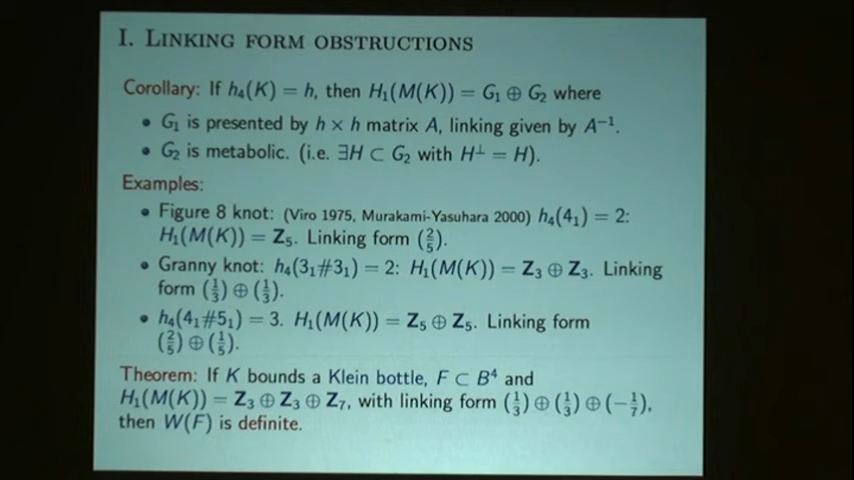 I. LINKING FORM OBSTRUCTIONS
Corollary: If h₄(K) = h, then H₁(M(K)) = G₁ ⊕ G₂ where
• G₁ is presented by h × h matrix A, linking given by A⁻¹.
• G₂ is metabolic. (i.e. ∃H ⊂ G₂ with H^⊥ = H).
Examples:
• Figure 8 knot: (Viro 1975, Murakami-Yasuhara 2000) h₄(4₁) = 2:
H₁(M(K)) = Z₅. Linking form (2/5).
• Granny knot: h₄(3₁#3₁) = 2: H₁(M(K)) = Z₃ ⊕ Z₃. Linking
form (1/3) ⊕ (1/3).
• h₄(4₁#5₁) = 3. H₁(M(K)) = Z₅ ⊕ Z₅. Linking form
(2/5) ⊕ (1/5).
Theorem: If K bounds a Klein bottle, F ⊂ B⁴ and
H₁(M(K)) = Z₃ ⊕ Z₃ ⊕ Z₇, with linking form (1/3) ⊕ (1/3) ⊕ (−1/7),
then W(F) is definite.